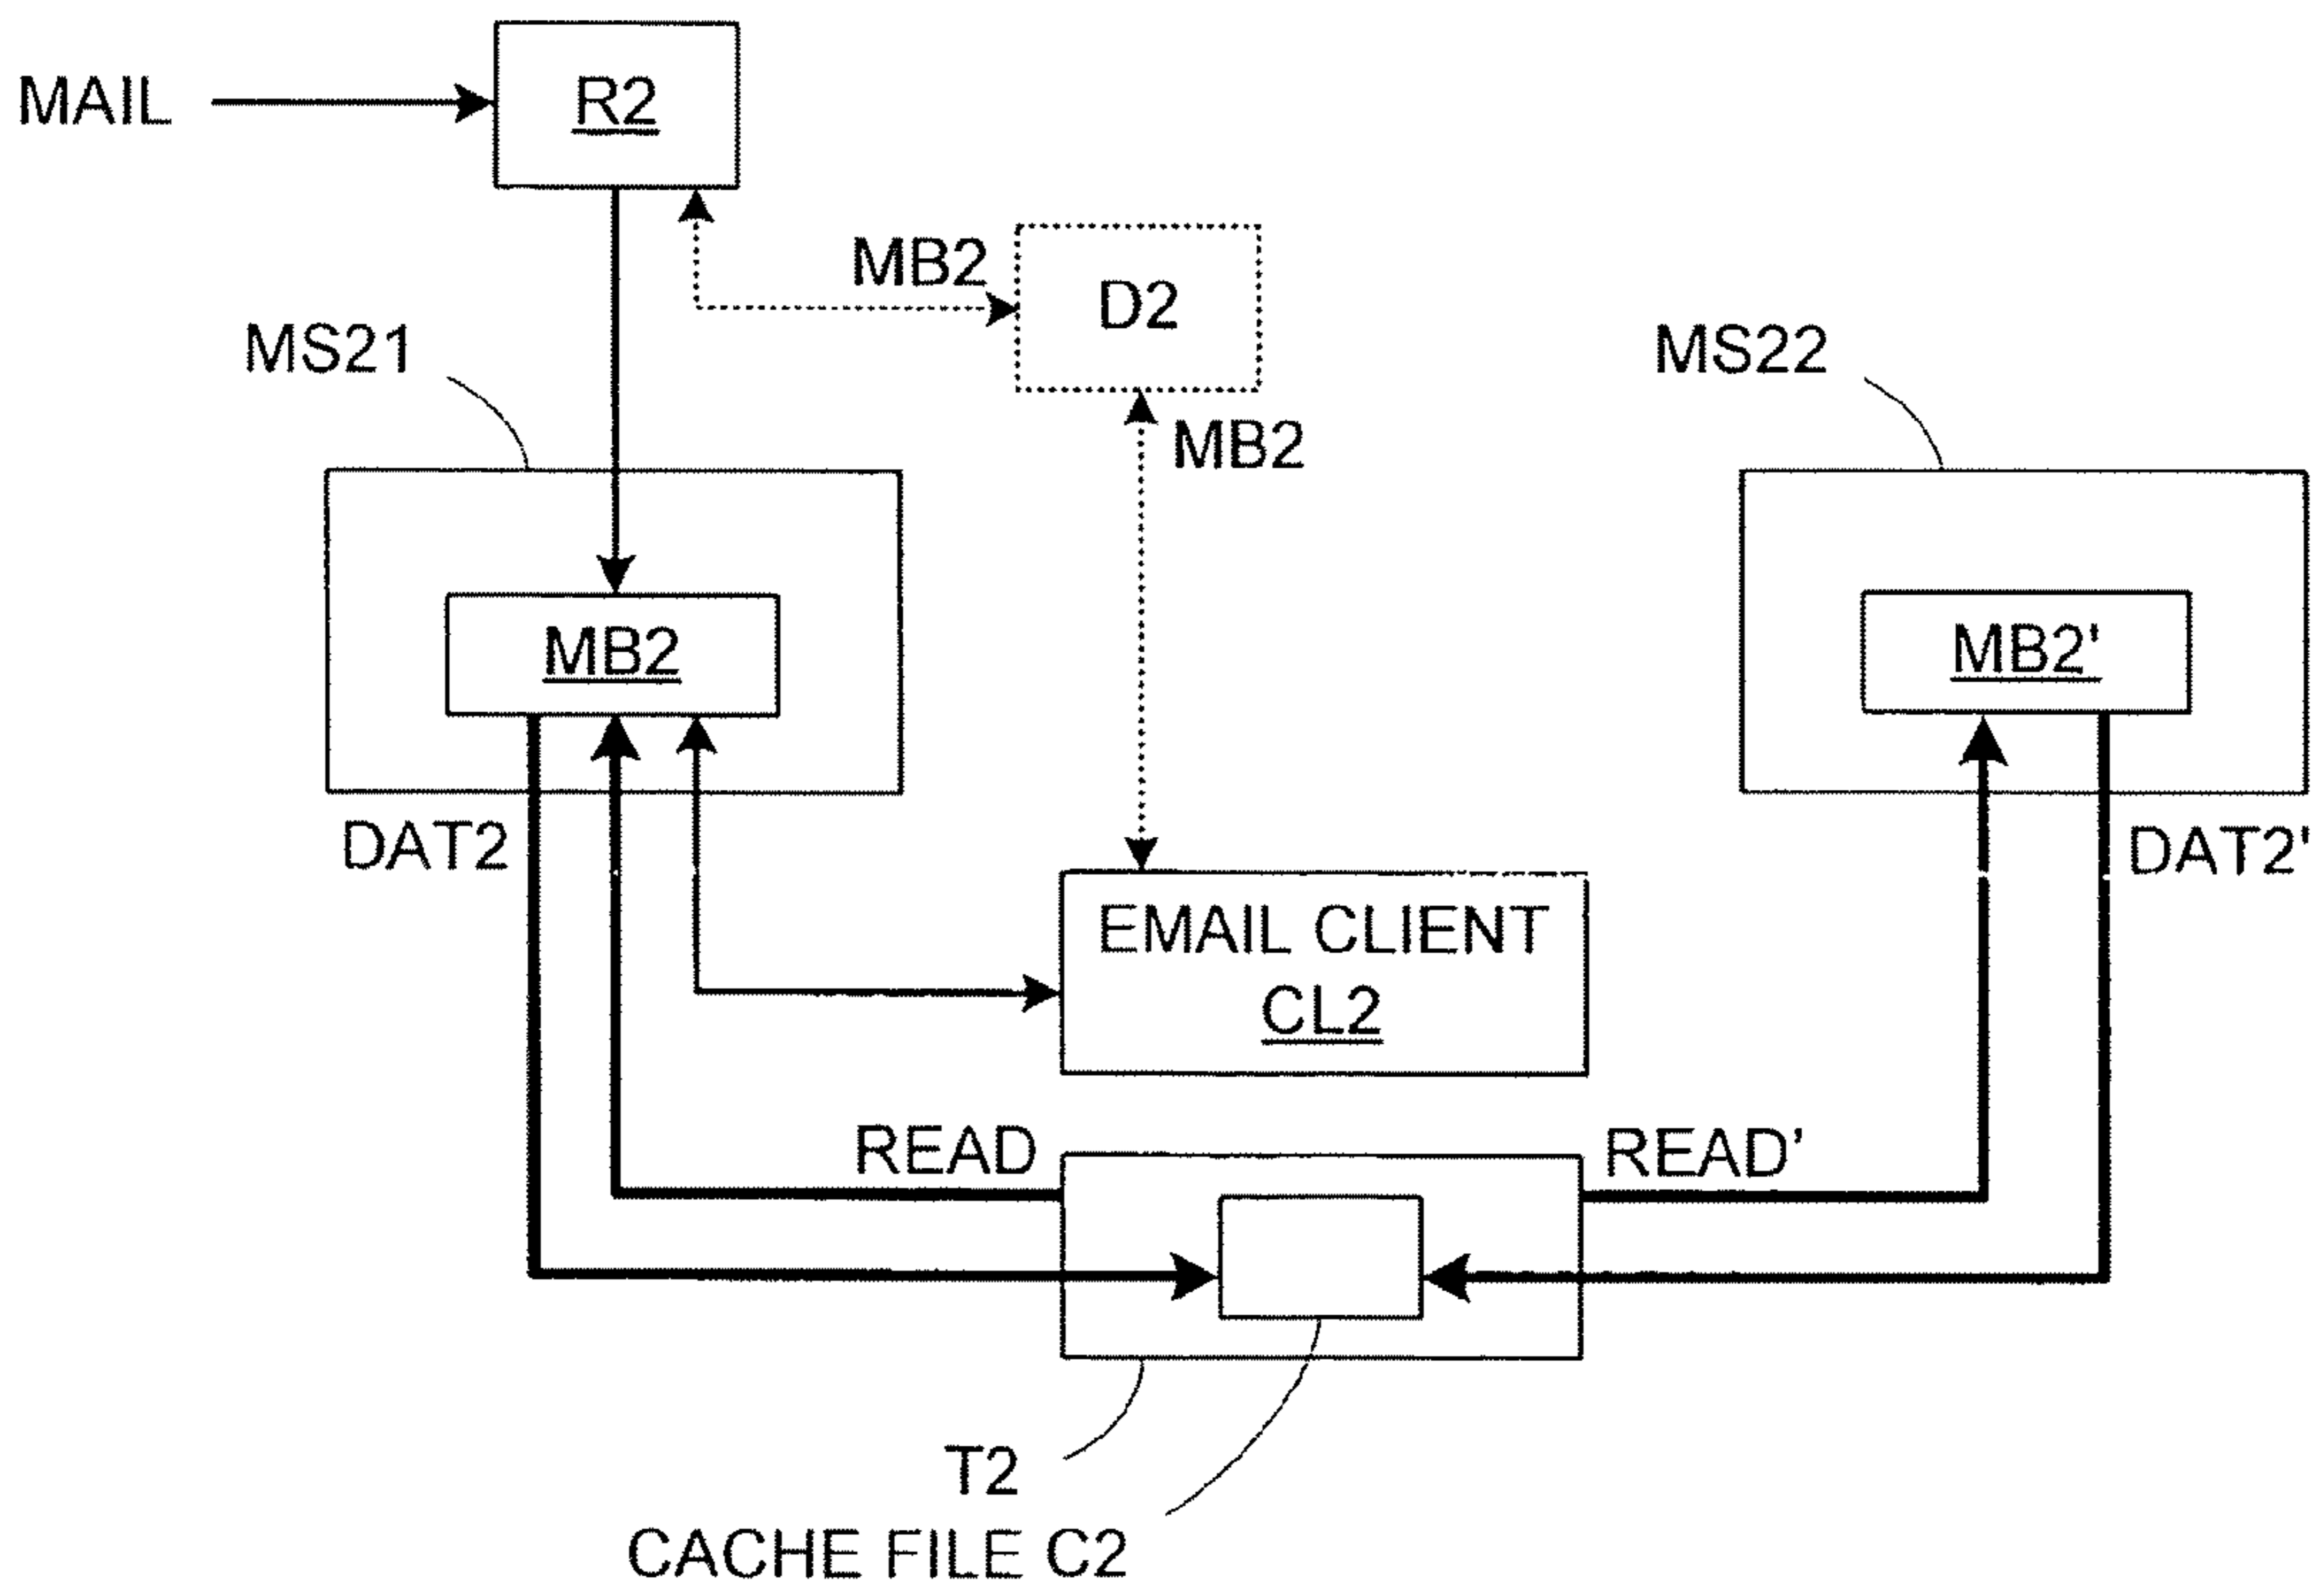 R2
MAIL
MB2
D2
MS21
MS22
MB2
MB2
MB2'
DAT2
DAT2'
EMAIL CLIENT
CL2
READ
READ’
T2
CACHE FILE C2